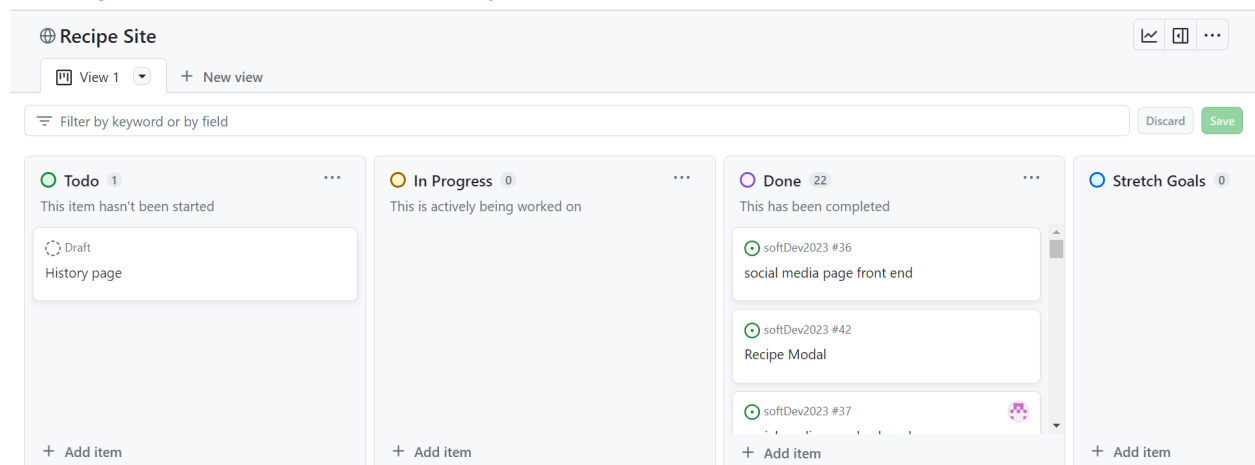 Recipe Site
View 1
New view
Filter by keyword or by field
Discard
Save
Todo 1
This item hasn't been started
Draft
History page
+ Add item
In Progress 0
This is actively being worked on
+ Add item
Done 22
This has been completed
softDev2023 #36
social media page front end
softDev2023 #42
Recipe Modal
softDev2023 #37
+ Add item
Stretch Goals 0
+ Add item